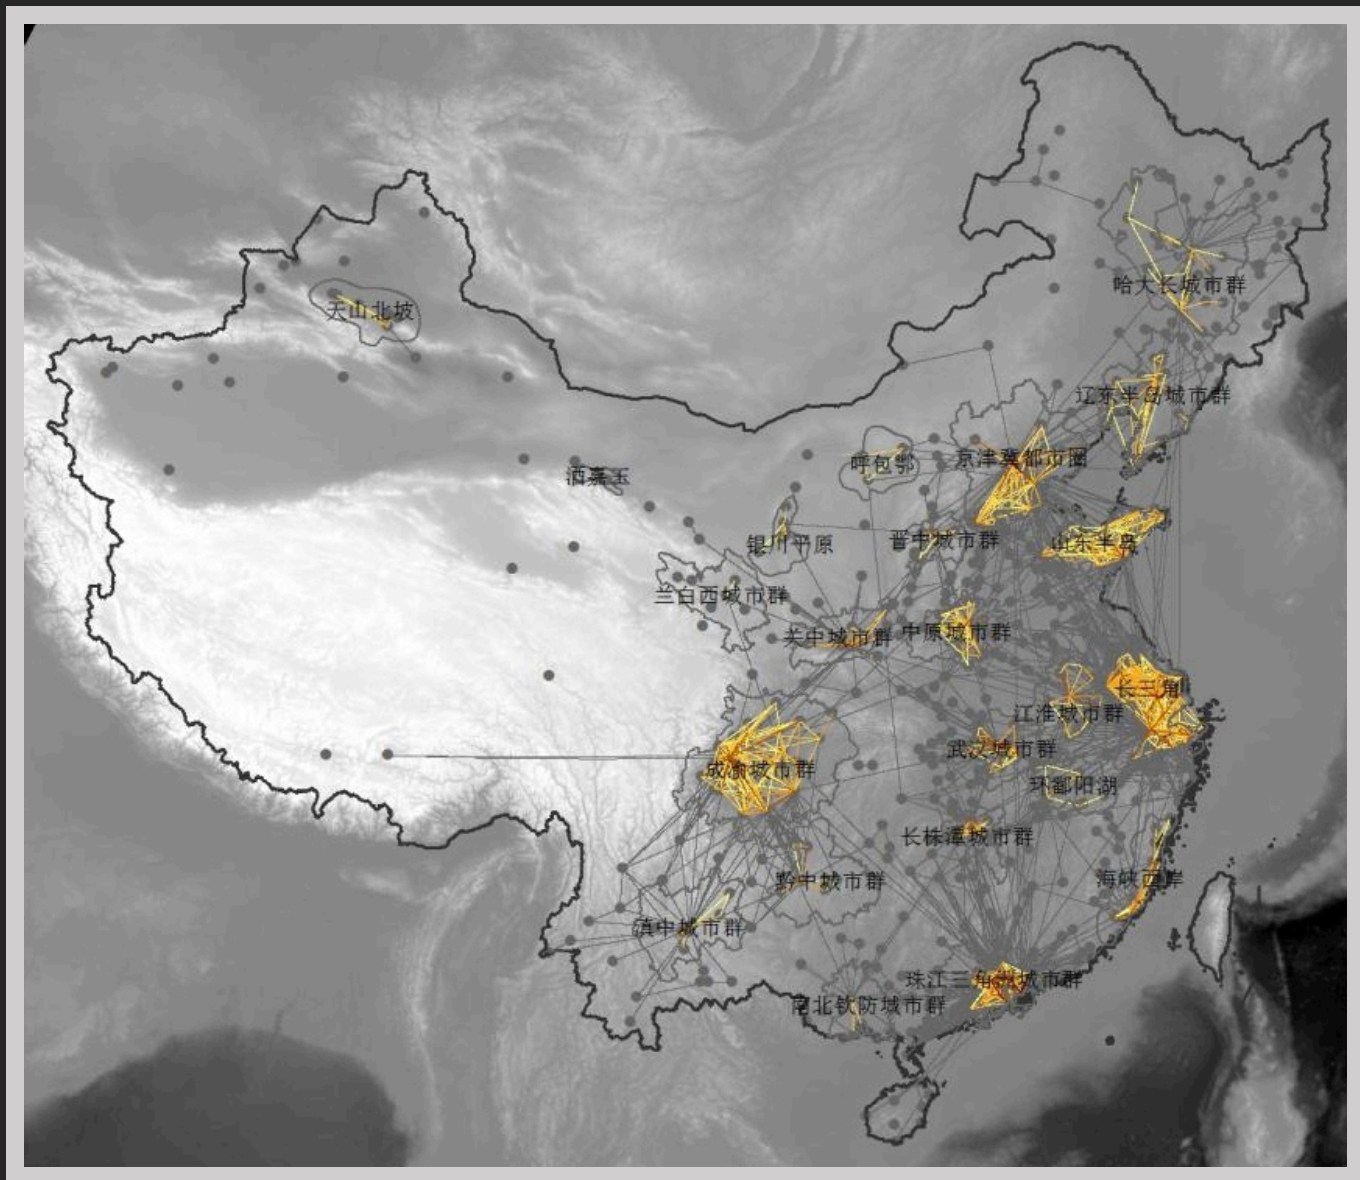 哈大长城市群
天山北坡
辽东半岛城市群
京津冀都市圈
呼包鄂
酒嘉玉
晋中城市群
山东半岛
银川平原
兰白西城市群
中原城市群
关中城市群
长三角
江淮城市群
武汉城市群
成渝城市群
环鄱阳湖
长株潭城市群
海峡西岸
黔中城市群
滇中城市群
珠江三角洲城市群
南北钦防城市群